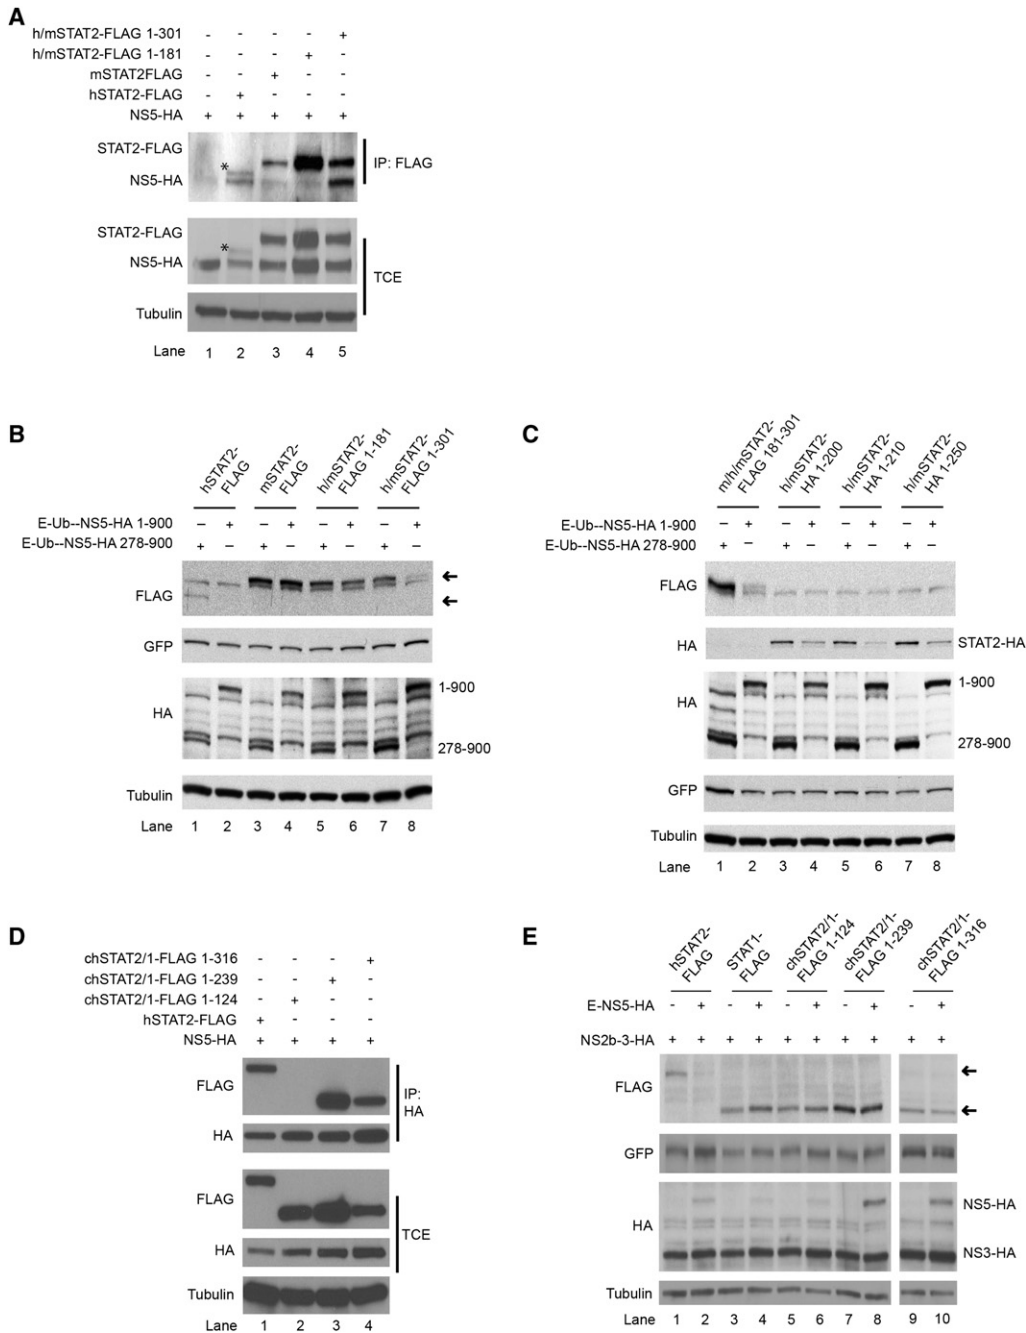 A
h/mSTAT2-FLAG 1-301 - - - - +
h/mSTAT2-FLAG 1-181 - - - + -
mSTAT2FLAG - - + - -
hSTAT2-FLAG - + - - -
NS5-HA + + + + +
STAT2-FLAG
*
NS5-HA
IP: FLAG
STAT2-FLAG
*
NS5-HA
TCE
Tubulin
Lane 1 2 3 4 5
B
hSTAT2-FLAG
mSTAT2-FLAG
h/mSTAT2-FLAG 1-181
h/mSTAT2-FLAG 1-301
E-Ub--NS5-HA 1-900 - + - + - + - +
E-Ub--NS5-HA 278-900 + - + - + - + -
FLAG
GFP
HA
1-900
278-900
Tubulin
Lane 1 2 3 4 5 6 7 8
C
m/h/mSTAT2-FLAG 181-301
h/mSTAT2-HA 1-200
h/mSTAT2-HA 1-210
h/mSTAT2-HA 1-250
E-Ub--NS5-HA 1-900 - + - + - + - +
E-Ub--NS5-HA 278-900 + - + - + - + -
FLAG
HA
STAT2-HA
HA
1-900
278-900
GFP
Tubulin
Lane 1 2 3 4 5 6 7 8
D
chSTAT2/1-FLAG 1-316 - - - +
chSTAT2/1-FLAG 1-239 - - + -
chSTAT2/1-FLAG 1-124 - + - -
hSTAT2-FLAG + - - -
NS5-HA + + + +
FLAG
IP: HA
HA
FLAG
TCE
HA
Tubulin
Lane 1 2 3 4
E
hSTAT2-FLAG
STAT1-FLAG
chSTAT2/1-FLAG 1-124
chSTAT2/1-FLAG 1-239
chSTAT2/1-FLAG 1-316
E-NS5-HA - + - + - + - + - +
NS2b-3-HA + + + + + + + + + +
FLAG
GFP
HA
NS5-HA
NS3-HA
Tubulin
Lane 1 2 3 4 5 6 7 8 9 10